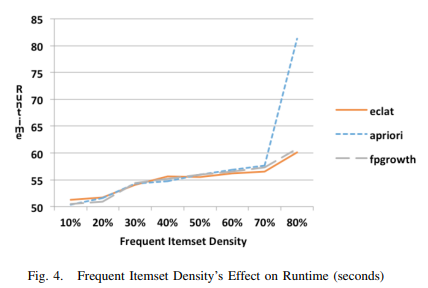 85
80
75
70
65
60
55
50
Runtime
10% 20% 30% 40% 50% 60% 70% 80%
Frequent Itemset Density
eclat
apriori
fpgrowth
Fig. 4. Frequent Itemset Density's Effect on Runtime (seconds)